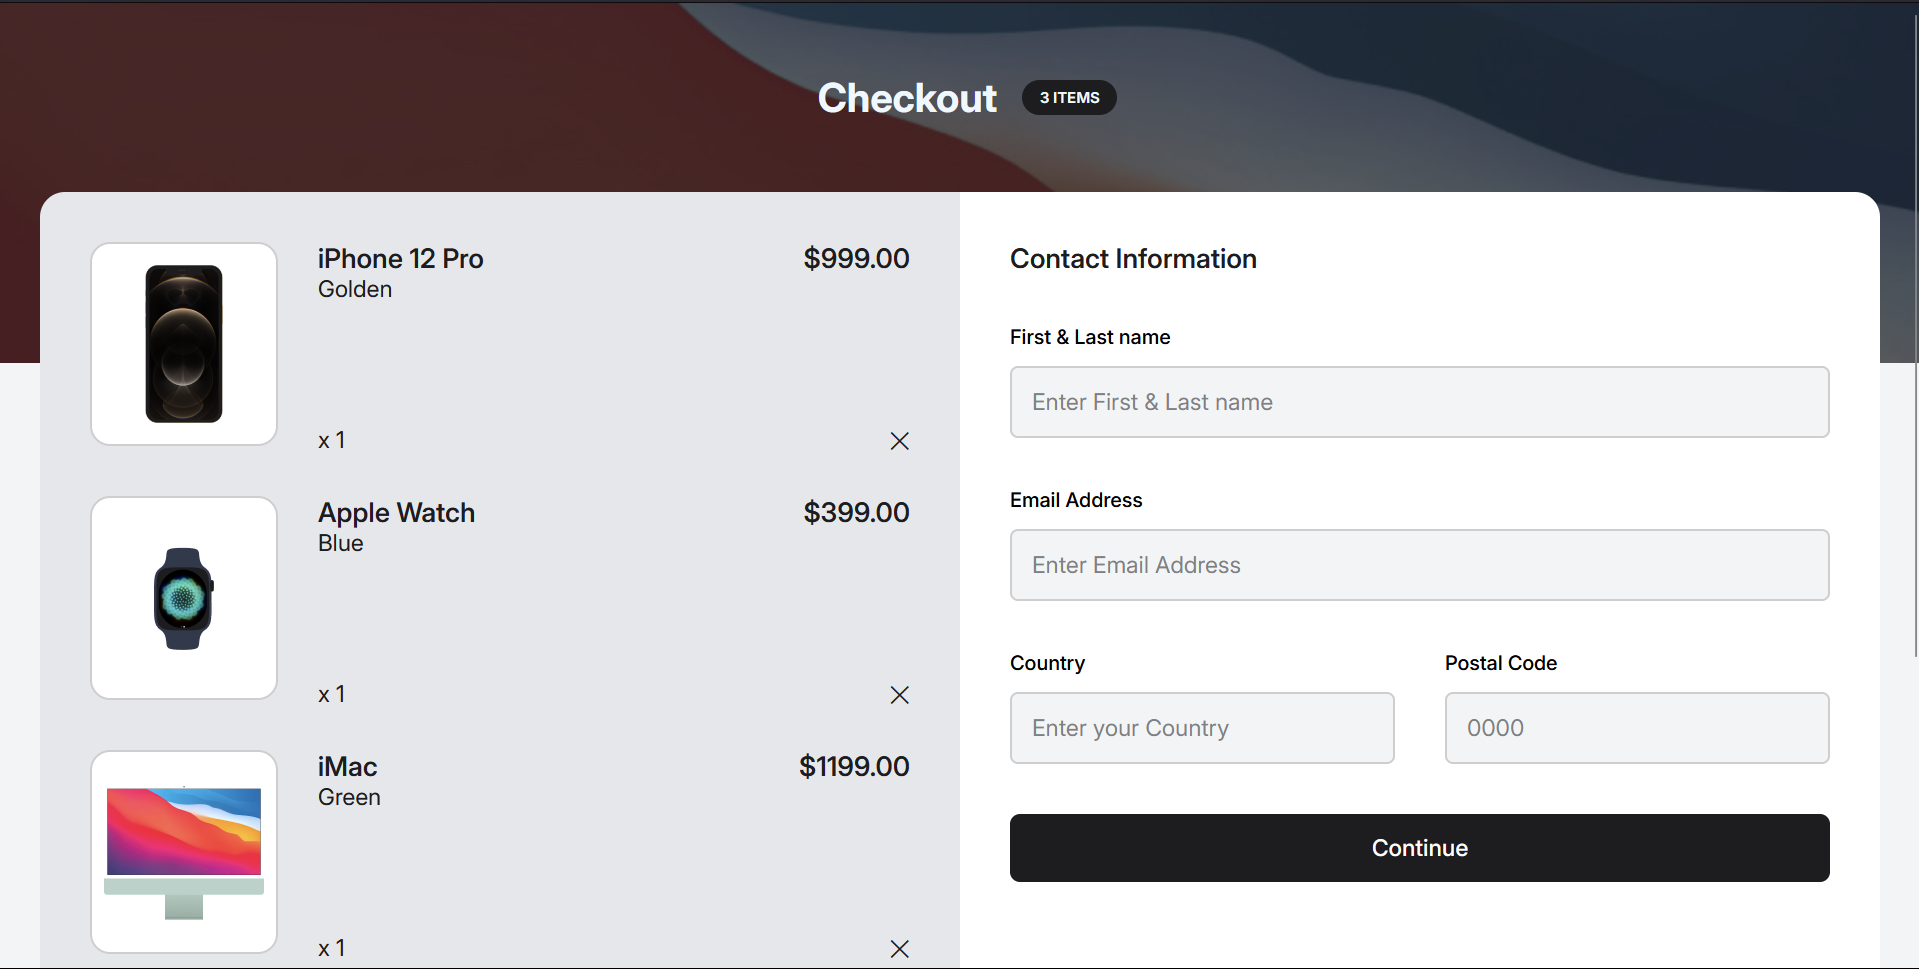 Checkout
3 ITEMS
iPhone 12 Pro
$999.00
Golden
x 1
Apple Watch
$399.00
Blue
x 1
iMac
$1199.00
Green
x 1
Contact Information
First & Last name
Enter First & Last name
Email Address
Enter Email Address
Country
Enter your Country
Postal Code
0000
Continue